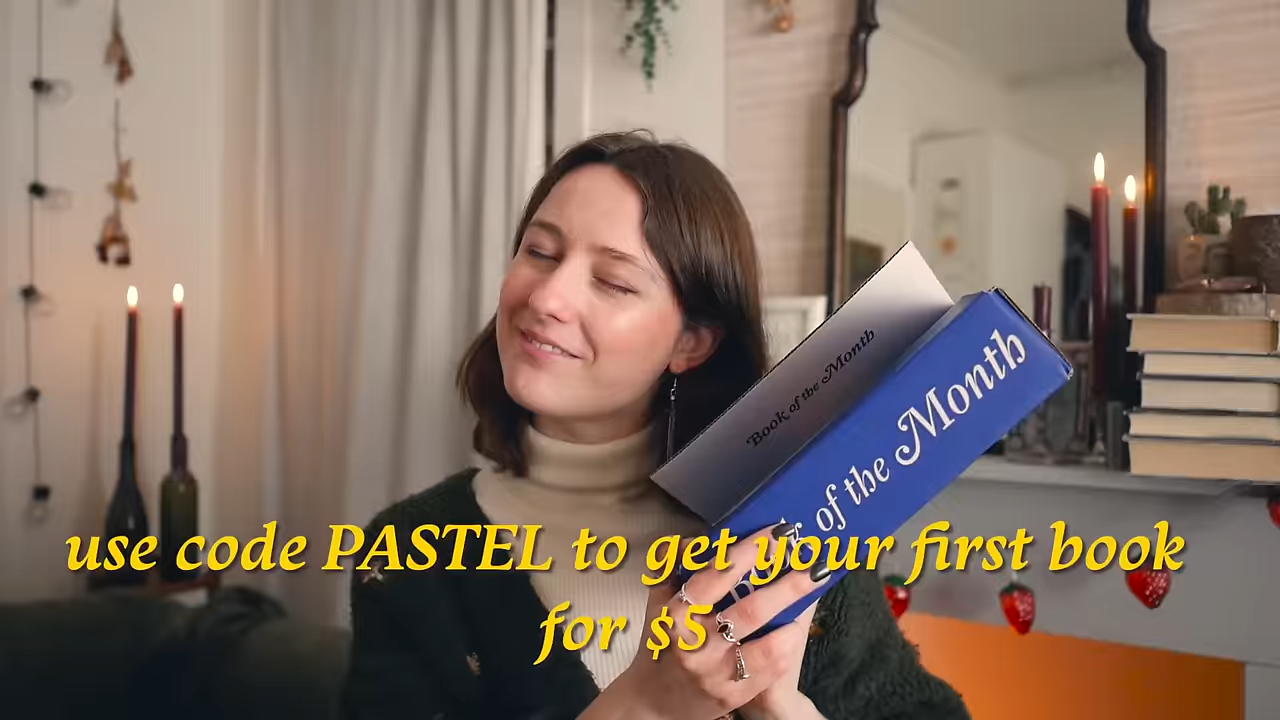 Book of the Month
of the Month
use code PASTEL to get your first book
for $5